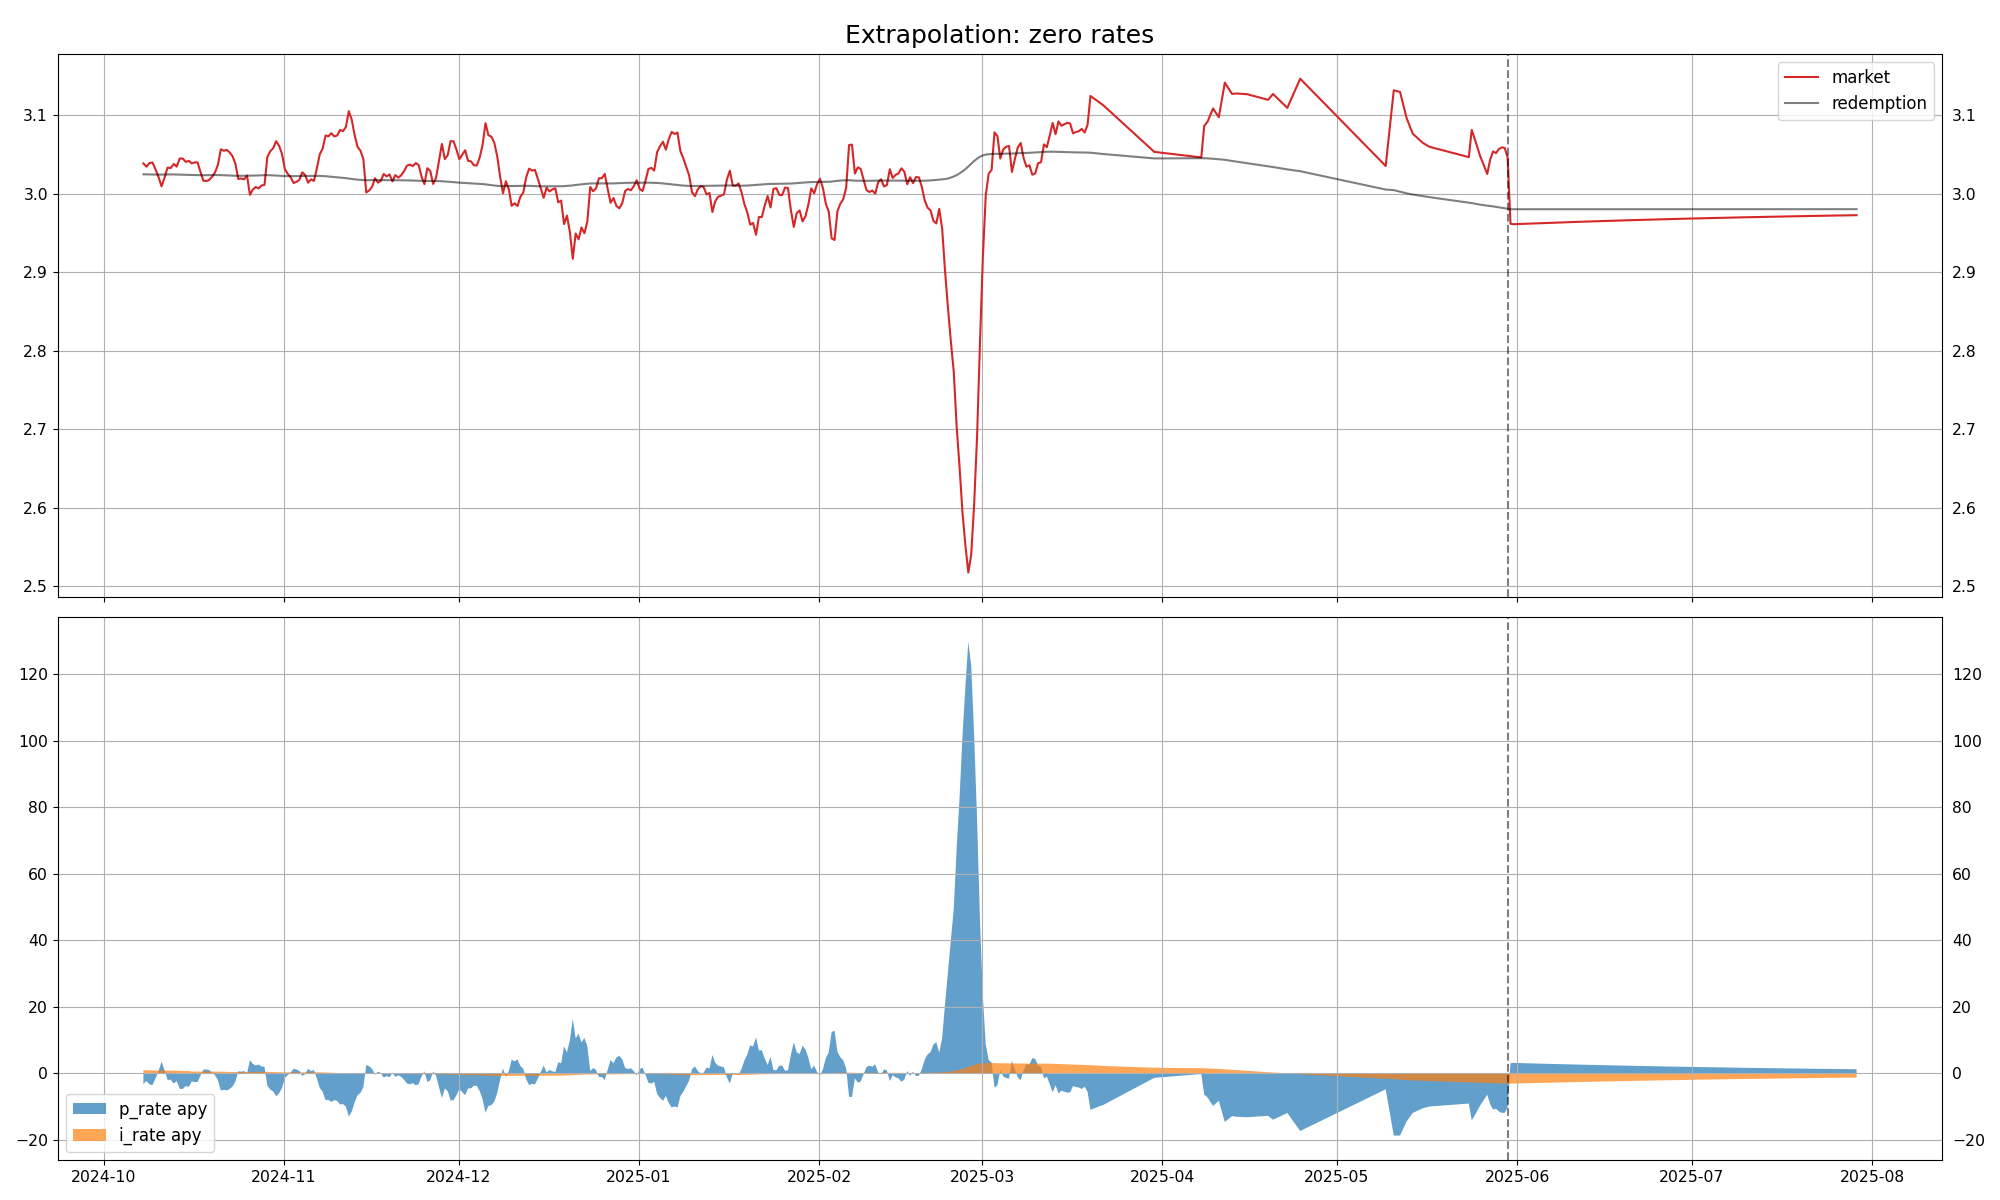 Extrapolation: zero rates
market
redemption
3.1 3.1
3.0 3.0
2.9 2.9
2.8 2.8
2.7 2.7
2.6 2.6
2.5 2.5
120 120
100 100
80 80
60 60
40 40
20 20
0 0
−20 −20
p_rate apy
i_rate apy
2024-10 2024-11 2024-12 2025-01 2025-02 2025-03 2025-04 2025-05 2025-06 2025-07 2025-08